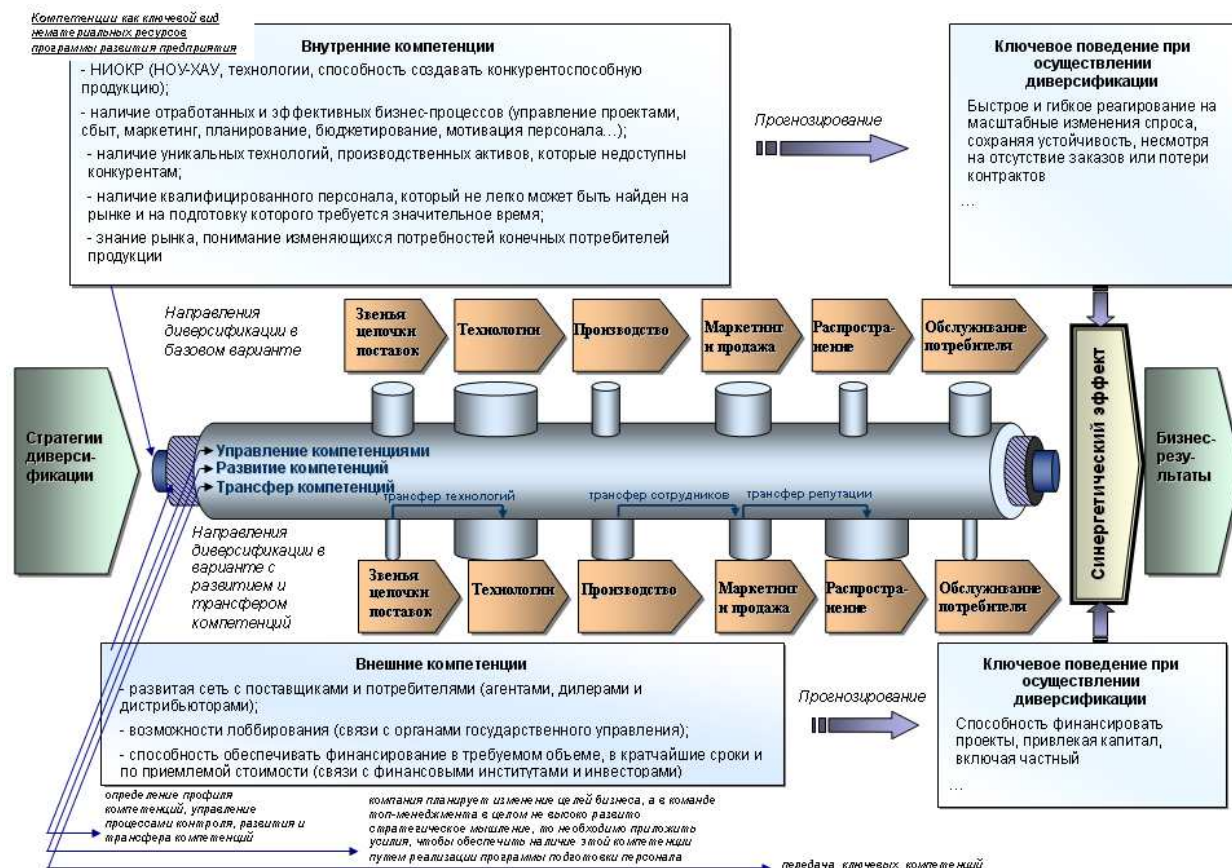 Компетенции как ключевой вид
нематериальных ресурсов
программы развития предприятия
Внутренние компетенции
- НИОКР (НОУ-ХАУ, технологии, способность создавать конкурентоспособную
продукцию);
- наличие отработанных и эффективных бизнес-процессов (управление проектами,
сбыт, маркетинг, планирование, бюджетирование, мотивация персонала...);
- наличие уникальных технологий, производственных активов, которые недоступны
конкурентам;
- наличие квалифицированного персонала, который не легко может быть найден на
рынке и на подготовку которого требуется значительное время;
- знание рынка, понимание изменяющихся потребностей конечных потребителей
продукции
Прогнозирование
Ключевое поведение при
осуществлении
диверсификации
Быстрое и гибкое реагирование на
масштабные изменения спроса,
сохраняя устойчивость, несмотря
на отсутствие заказов или потери
контрактов
...
Направления
диверсификации в
базовом варианте
Звенья
цепочки
поставок
Технологии
Производство
Маркетинг
и продажа
Распростра-
нение
Обслуживание
потребителя
Стратегии
диверси-
фикации
Управление компетенциями
Развитие компетенций
Трансфер компетенций
трансфер технологий
трансфер сотрудников
трансфер репутации
Синергетический эффект
Бизнес-
резу-
льтаты
Направления
диверсификации в
варианте с
развитием и
трансфером
компетенций
Звенья
цепочки
поставок
Технологии
Производство
Маркетинг
и продажа
Распростра-
нение
Обслуживание
потребителя
Внешние компетенции
- развитая сеть с поставщиками и потребителями (агентами, дилерами и
дистрибьюторами);
- возможности лоббирования (связи с органами государственного управления);
- способность обеспечивать финансирование в требуемом объеме, в кратчайшие сроки и
по приемлемой стоимости (связи с финансовыми институтами и инвесторами)
Прогнозирование
Ключевое поведение при
осуществлении
диверсификации
Способность финансировать
проекты, привлекая капитал,
включая частный
...
определение профиля
компетенций, управление
процессами контроля, развития и
трансфера компетенций
компания планирует изменение целей бизнеса, а в команде
топ-менеджмента в целом не высоко развито
стратегическое мышление, то необходимо приложить
усилия, чтобы обеспечить наличие этой компетенции
путем реализации программы подготовки персонала
передача ключевых компетенций